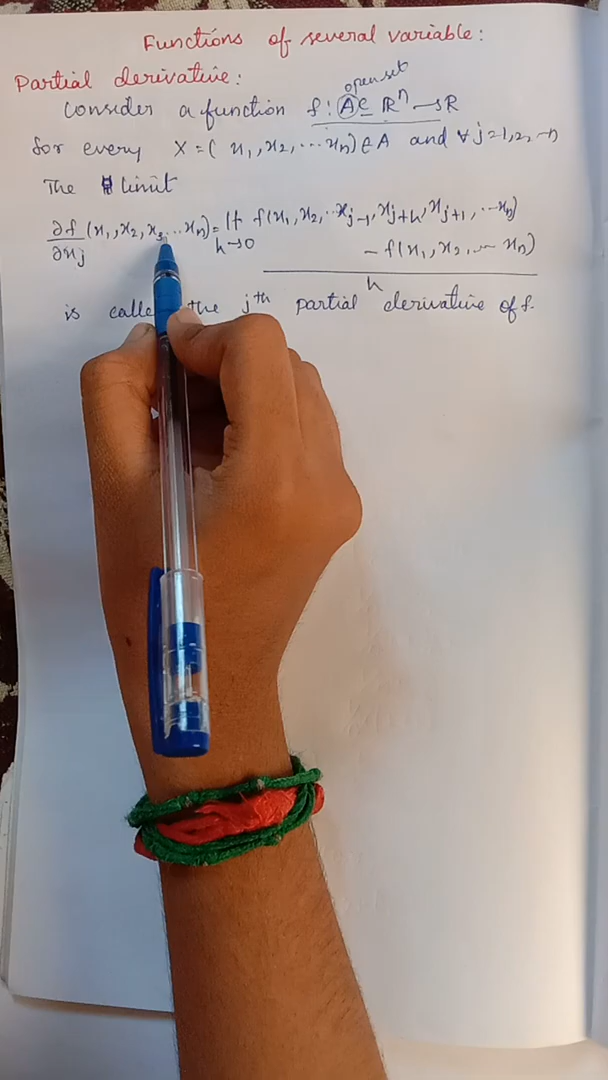 Functions of several variable:
Partial derivative:
open set
Consider a function f: A ⊆ ℝⁿ → ℝ
for every X = (x₁, x₂, ... xₙ) ∈ A and ∀ j = 1, 2, ... n
The limit
∂f/∂xⱼ (x₁, x₂, x₃ ... xₙ) = lt h→0 f(x₁, x₂, ... xⱼ₋₁, xⱼ+h, xⱼ₊₁, ... xₙ)
- f(x₁, x₂, ... xₙ)
h
is called the jᵗʰ partial derivative of f.